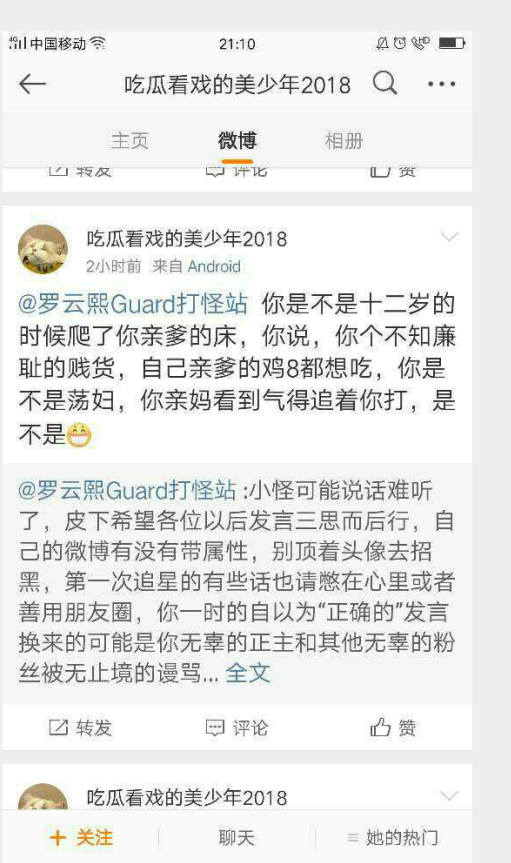 46 中国移动 21:10 HD
吃瓜看戏的美少年2018
主页 微博 相册
转发 评论 赞
吃瓜看戏的美少年2018
2小时前 来自 Android
@罗云熙Guard打怪站 你是不是十二岁的
时候爬了你亲爹的床，你说，你个不知廉
耻的贱货，自己亲爹的鸡8都想吃，你是
不是荡妇，你亲妈看到气得追着你打，是
不是😁
@罗云熙Guard打怪站 :小怪可能说话难听
了，皮下希望各位以后发言三思而后行，自
己的微博有没有带属性，别顶着头像去招
黑，第一次追星的有些话也请憋在心里或者
善用朋友圈，你一时的自以为“正确的”发言
换来的可能是你无辜的正主和其他无辜的粉
丝被无止境的谩骂... 全文
转发 评论 赞
吃瓜看戏的美少年2018
+ 关注 聊天 ≡ 她的热门